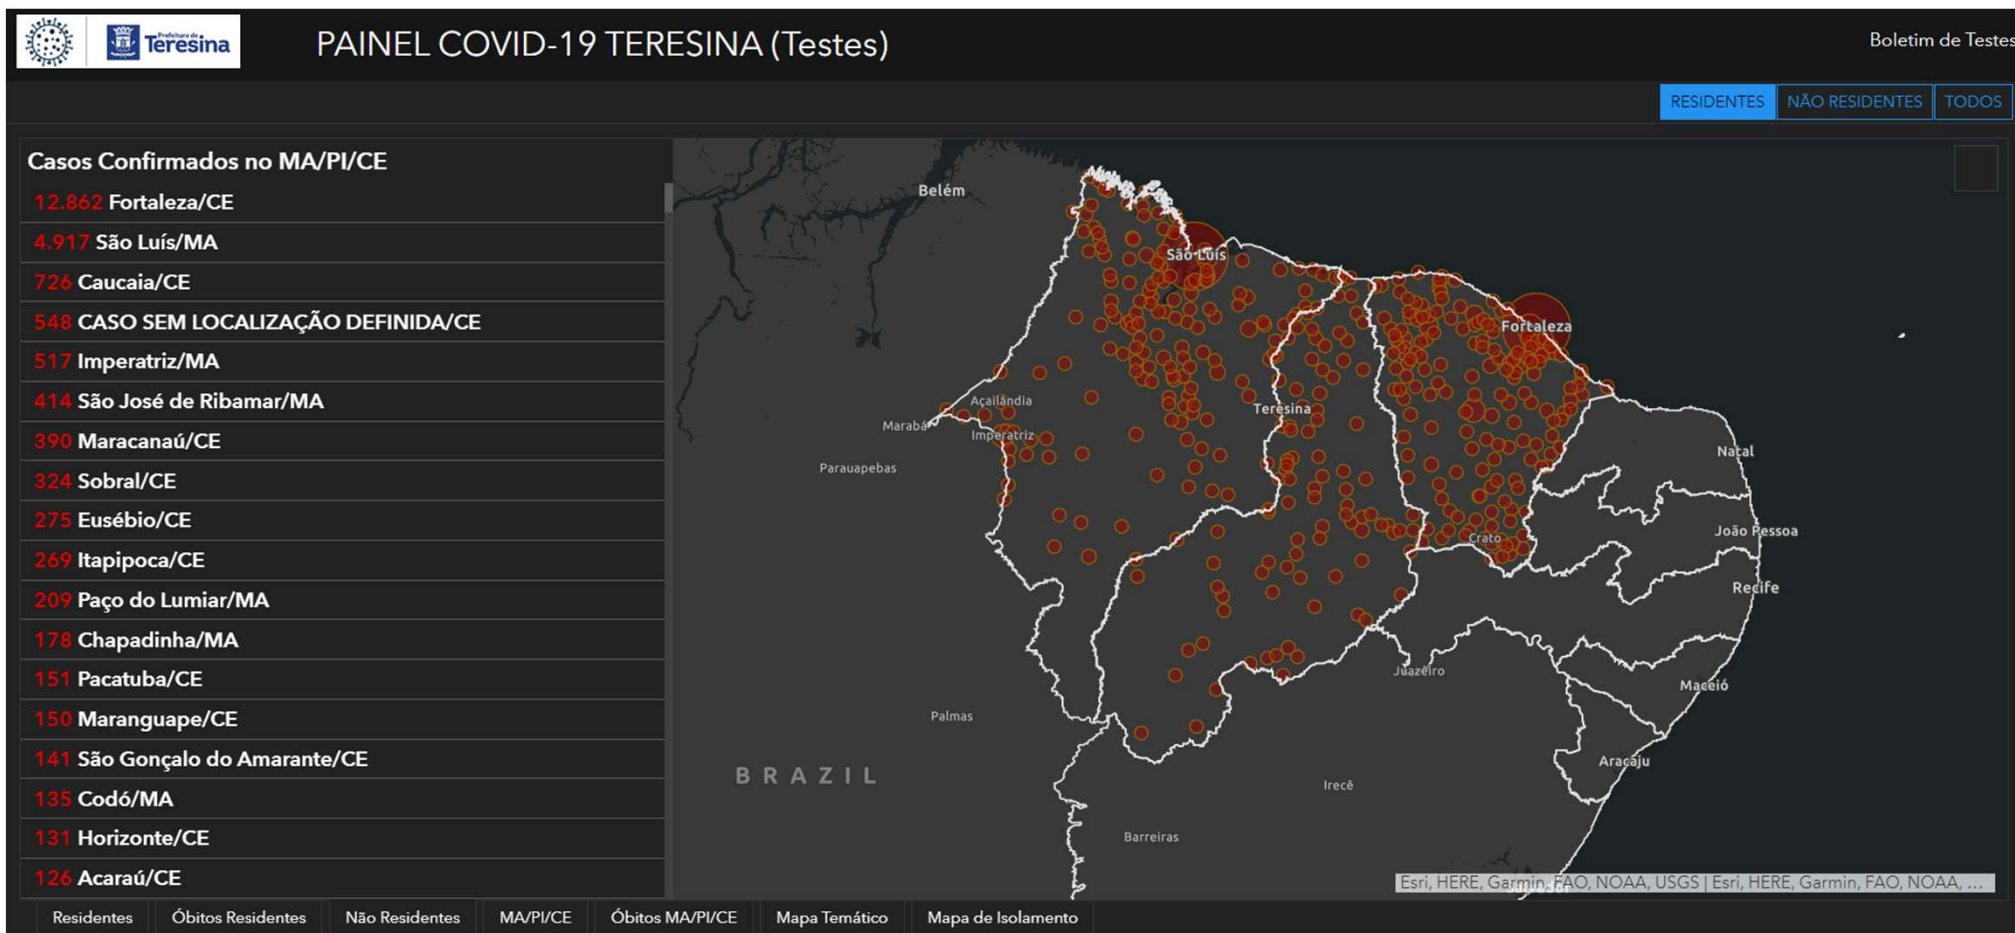 Prefeitura de
Teresina
PAINEL COVID-19 TERESINA (Testes)
Boletim de Testes
RESIDENTES
NÃO RESIDENTES
TODOS
Casos Confirmados no MA/PI/CE
12.862 Fortaleza/CE
4.917 São Luís/MA
726 Caucaia/CE
548 CASO SEM LOCALIZAÇÃO DEFINIDA/CE
517 Imperatriz/MA
414 São José de Ribamar/MA
390 Maracanaú/CE
324 Sobral/CE
275 Eusébio/CE
269 Itapipoca/CE
209 Paço do Lumiar/MA
178 Chapadinha/MA
151 Pacatuba/CE
150 Maranguape/CE
141 São Gonçalo do Amarante/CE
135 Codó/MA
131 Horizonte/CE
126 Acaraú/CE
Belém
São Luís
Fortaleza
Açailândia
Teresina
Marabá
Imperatriz
Natal
Parauapebas
João Pessoa
Crato
Recife
Juazeiro
Maceió
Palmas
Aracaju
BRAZIL
Irecê
Barreiras
Salvador
Esri, HERE, Garmin, FAO, NOAA, USGS | Esri, HERE, Garmin, FAO, NOAA, ...
Residentes
Óbitos Residentes
Não Residentes
MA/PI/CE
Óbitos MA/PI/CE
Mapa Temático
Mapa de Isolamento